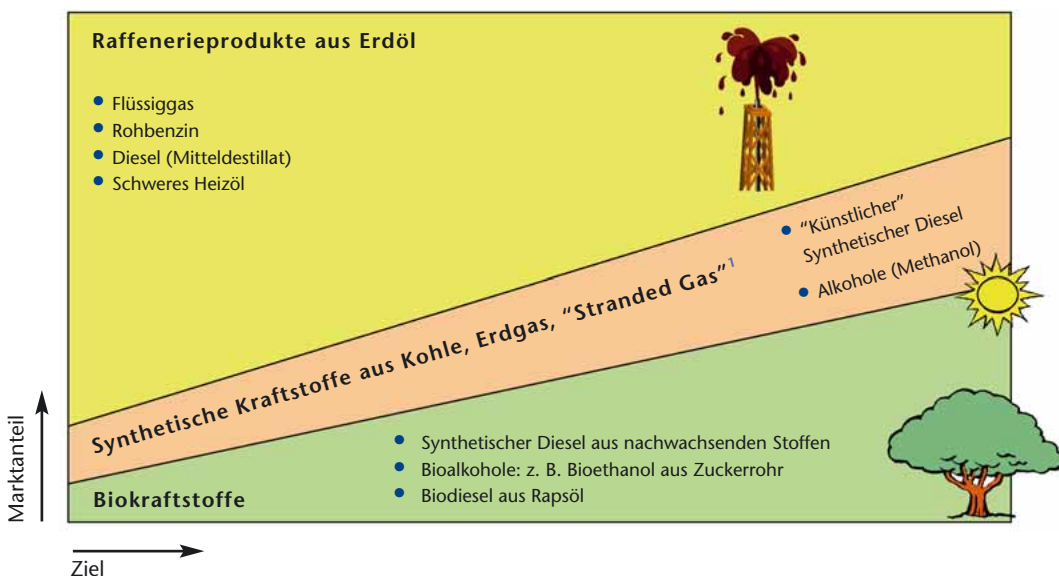 Raffenerieprodukte aus Erdöl
• Flüssiggas
• Rohbenzin
• Diesel (Mitteldestillat)
• Schweres Heizöl
• “Künstlicher”
Synthetischer Diesel
• Alkohole (Methanol)
Synthetische Kraftstoffe aus Kohle, Erdgas, “Stranded Gas”¹
• Synthetischer Diesel aus nachwachsenden Stoffen
• Bioalkohole: z. B. Bioethanol aus Zuckerrohr
• Biodiesel aus Rapsöl
Biokraftstoffe
Marktanteil
Ziel